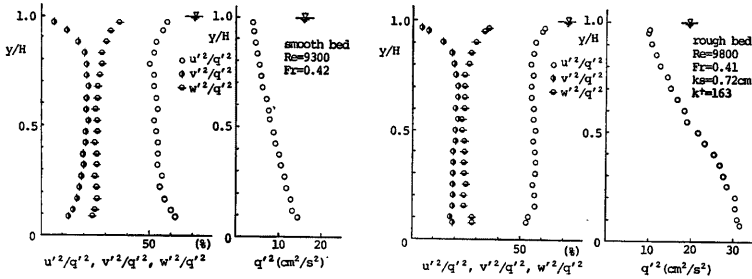 1.0
y/H
0.5
0
50
(%)
u'²/q'², v'²/q'², w'²/q'²
u'²/q'²
v'²/q'²
w'²/q'²
1.0
y/H
0.5
0
10
20
q'²(cm²/s²)
smooth bed
Re=9300
Fr=0.42
1.0
y/H
0.5
0
50
(%)
u'²/q'², v'²/q'², w'²/q'²
u'²/q'²
v'²/q'²
w'²/q'²
1.0
0.5
0
10
20
30
q'²(cm²/s²)
rough bed
Re=9800
Fr=0.41
ks=0.72cm
k⁺=163